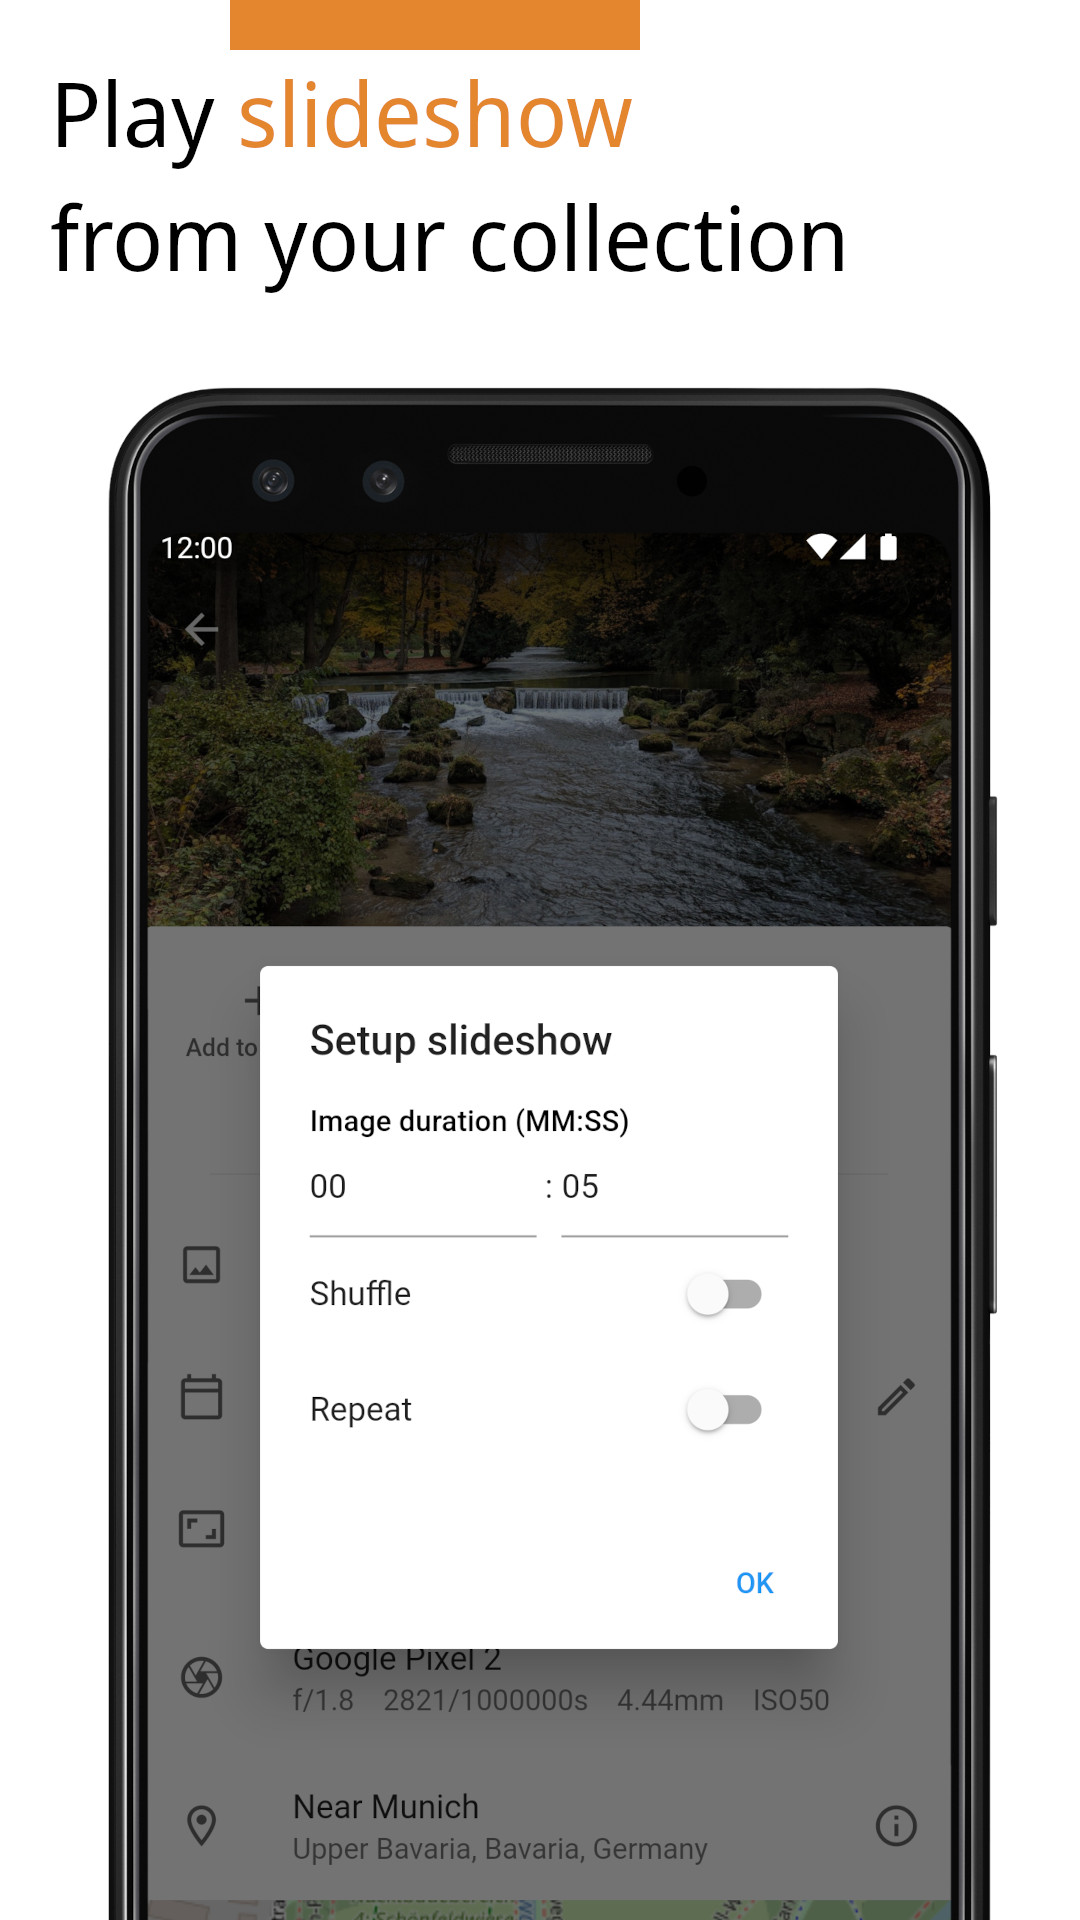 Play slideshow
from your collection
12:00
Add to
Setup slideshow
Image duration (MM:SS)
00 : 05
Shuffle
Repeat
OK
Google Pixel 2
f/1.8 2821/1000000s 4.44mm ISO50
Near Munich
Upper Bavaria, Bavaria, Germany